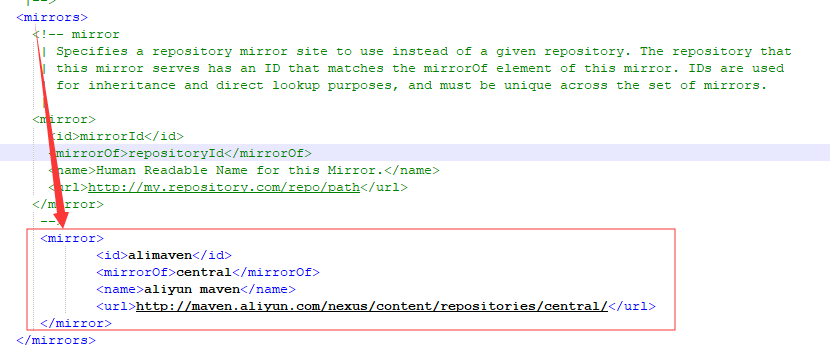 |-->
<mirrors>
<!-- mirror
| Specifies a repository mirror site to use instead of a given repository. The repository that
| this mirror serves has an ID that matches the mirrorOf element of this mirror. IDs are used
| for inheritance and direct lookup purposes, and must be unique across the set of mirrors.
|
<mirror>
<id>mirrorId</id>
<mirrorOf>repositoryId</mirrorOf>
<name>Human Readable Name for this Mirror.</name>
<url>http://my.repository.com/repo/path</url>
</mirror>
-->
<mirror>
<id>alimaven</id>
<mirrorOf>central</mirrorOf>
<name>aliyun maven</name>
<url>http://maven.aliyun.com/nexus/content/repositories/central/</url>
</mirror>
</mirrors>